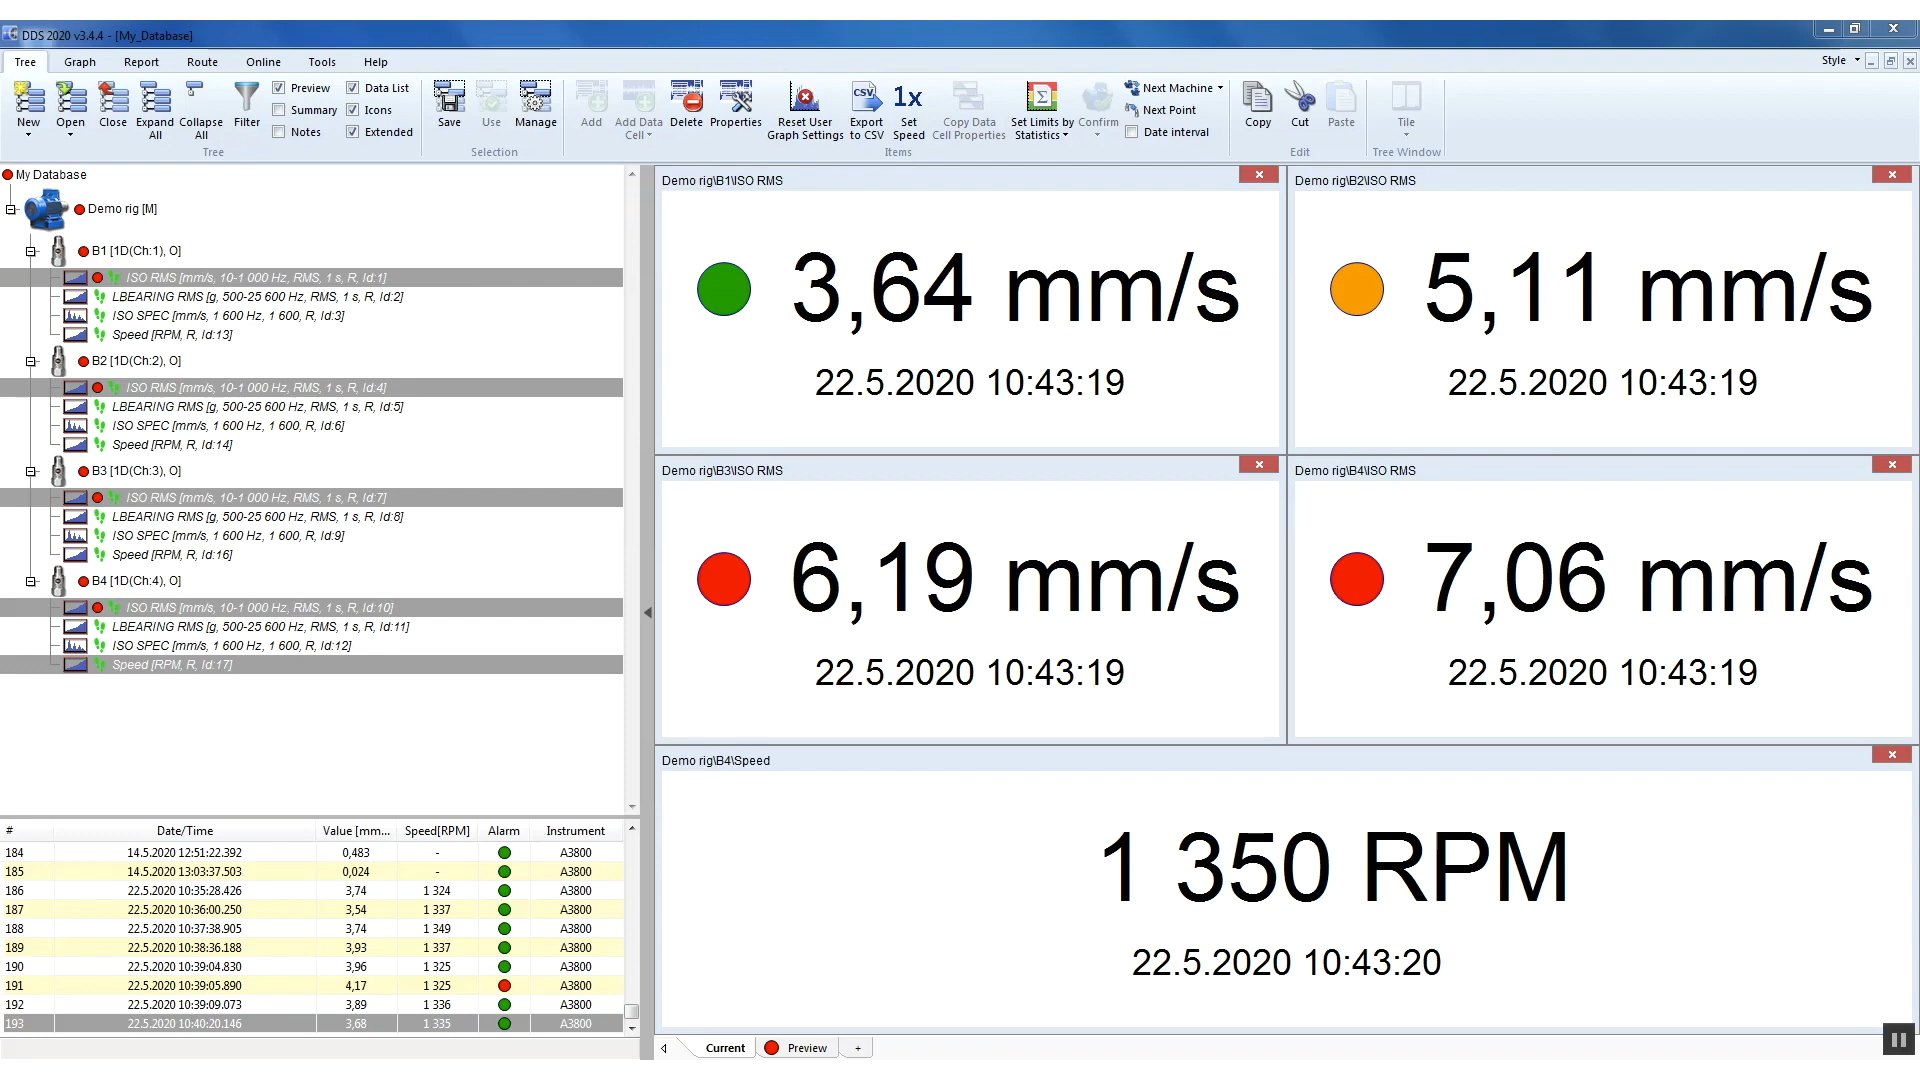 DDS 2020 v3.4.4 - [My_Database]
Tree Graph Report Route Online Tools Help Style
New Open Close Expand All Collapse All Filter
Preview Data List
Summary Icons
Notes Extended
Tree
Save Use Manage
Selection
Add Add Data Cell Delete Properties Reset User Graph Settings Export to CSV Set Speed Copy Data Cell Properties Set Limits by Statistics Confirm
CSV 1x
Next Machine
Next Point
Date interval
Items
Copy Cut Paste
Edit
Tile
Tree Window
My Database
Demo rig [M]
B1 [1D(Ch:1), O]
ISO RMS [mm/s, 10-1 000 Hz, RMS, 1 s, R, Id:1]
LBEARING RMS [g, 500-25 600 Hz, RMS, 1 s, R, Id:2]
ISO SPEC [mm/s, 1 600 Hz, 1 600, R, Id:3]
Speed [RPM, R, Id:13]
B2 [1D(Ch:2), O]
ISO RMS [mm/s, 10-1 000 Hz, RMS, 1 s, R, Id:4]
LBEARING RMS [g, 500-25 600 Hz, RMS, 1 s, R, Id:5]
ISO SPEC [mm/s, 1 600 Hz, 1 600, R, Id:6]
Speed [RPM, R, Id:14]
B3 [1D(Ch:3), O]
ISO RMS [mm/s, 10-1 000 Hz, RMS, 1 s, R, Id:7]
LBEARING RMS [g, 500-25 600 Hz, RMS, 1 s, R, Id:8]
ISO SPEC [mm/s, 1 600 Hz, 1 600, R, Id:9]
Speed [RPM, R, Id:16]
B4 [1D(Ch:4), O]
ISO RMS [mm/s, 10-1 000 Hz, RMS, 1 s, R, Id:10]
LBEARING RMS [g, 500-25 600 Hz, RMS, 1 s, R, Id:11]
ISO SPEC [mm/s, 1 600 Hz, 1 600, R, Id:12]
Speed [RPM, R, Id:17]
# Date/Time Value [mm... Speed[RPM] Alarm Instrument
184 14.5.2020 12:51:22.392 0,483 - A3800
185 14.5.2020 13:03:37.503 0,024 - A3800
186 22.5.2020 10:35:28.426 3,74 1 324 A3800
187 22.5.2020 10:36:00.250 3,54 1 337 A3800
188 22.5.2020 10:37:38.905 3,74 1 349 A3800
189 22.5.2020 10:38:36.188 3,93 1 337 A3800
190 22.5.2020 10:39:04.830 3,96 1 325 A3800
191 22.5.2020 10:39:05.890 4,17 1 325 A3800
192 22.5.2020 10:39:09.073 3,89 1 336 A3800
193 22.5.2020 10:40:20.146 3,68 1 335 A3800
Demo rig\B1\ISO RMS
3,64 mm/s
22.5.2020 10:43:19
Demo rig\B2\ISO RMS
5,11 mm/s
22.5.2020 10:43:19
Demo rig\B3\ISO RMS
6,19 mm/s
22.5.2020 10:43:19
Demo rig\B4\ISO RMS
7,06 mm/s
22.5.2020 10:43:19
Demo rig\B4\Speed
1 350 RPM
22.5.2020 10:43:20
Current Preview +